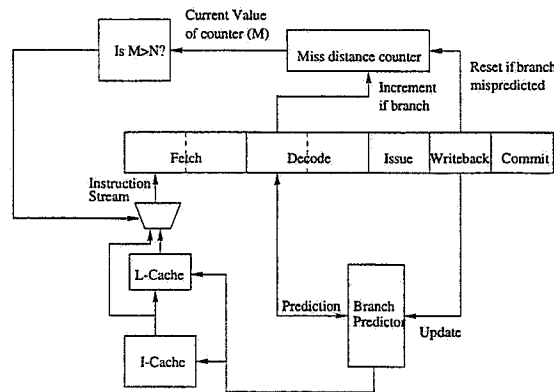 Current Value
of counter (M)
Is M>N?
Miss distance counter
Increment
if branch
Reset if branch
mispredicted
Fetch
Decode
Issue
Writeback
Commit
Instruction
Stream
L-Cache
I-Cache
Prediction
Branch
Predictor
Update